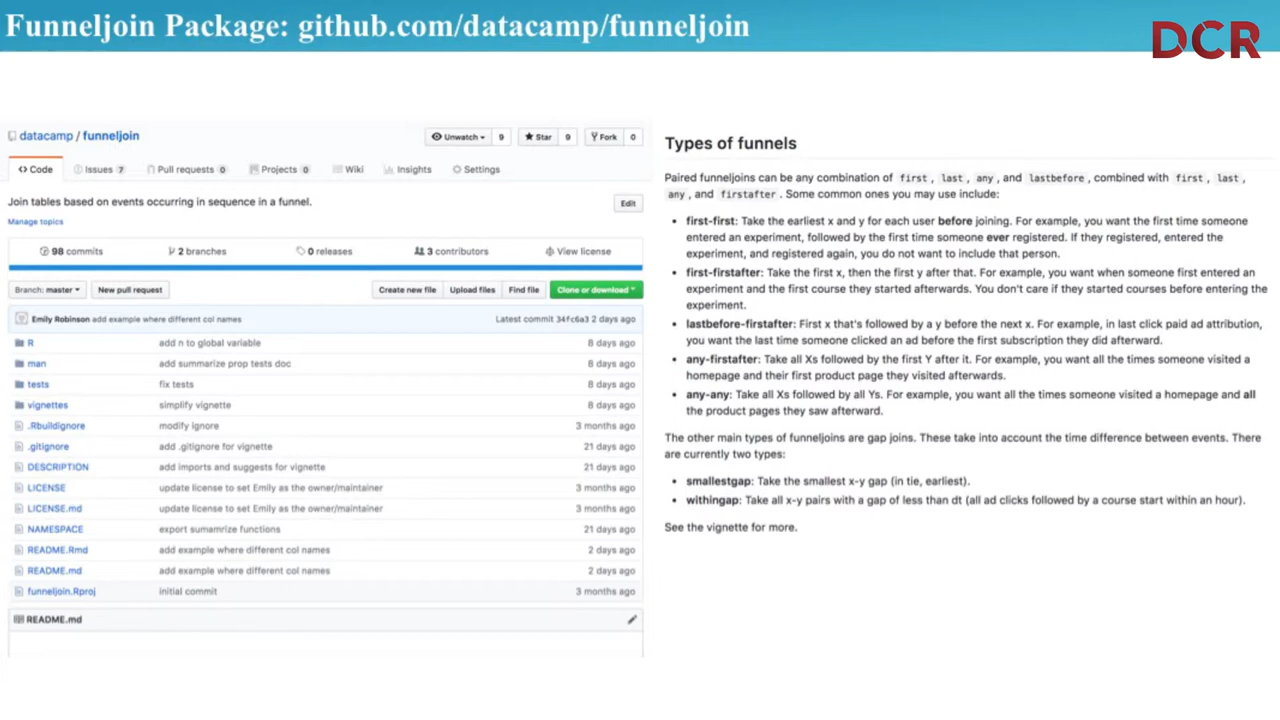 Funneljoin Package: github.com/datacamp/funneljoin
DCR
datacamp / funneljoin
Unwatch 9 Star 9 Fork 0
Code Issues 7 Pull requests 0 Projects 0 Wiki Insights Settings
Join tables based on events occurring in sequence in a funnel. Edit
Manage topics
98 commits 2 branches 0 releases 3 contributors View license
Branch: master New pull request Create new file Upload files Find file Clone or download
Emily Robinson add example where different col names Latest commit 34fc6a3 2 days ago
R add n to global variable 8 days ago
man add summarize prop tests doc 8 days ago
tests fix tests 8 days ago
vignettes simplify vignette 8 days ago
.Rbuildignore modify ignore 3 months ago
.gitignore add .gitignore for vignette 21 days ago
DESCRIPTION add imports and suggests for vignette 21 days ago
LICENSE update license to set Emily as the owner/maintainer 3 months ago
LICENSE.md update license to set Emily as the owner/maintainer 3 months ago
NAMESPACE export sumamrize functions 21 days ago
README.Rmd add example where different col names 2 days ago
README.md add example where different col names 2 days ago
funneljoin.Rproj initial commit 3 months ago
README.md
Types of funnels
Paired funneljoins can be any combination of first, last, any, and lastbefore, combined with first, last,
any, and firstafter. Some common ones you may use include:
• first-first: Take the earliest x and y for each user before joining. For example, you want the first time someone
entered an experiment, followed by the first time someone ever registered. If they registered, entered the
experiment, and registered again, you do not want to include that person.
• first-firstafter: Take the first x, then the first y after that. For example, you want when someone first entered an
experiment and the first course they started afterwards. You don't care if they started courses before entering the
experiment.
• lastbefore-firstafter: First x that's followed by a y before the next x. For example, in last click paid ad attribution,
you want the last time someone clicked an ad before the first subscription they did afterward.
• any-firstafter: Take all Xs followed by the first Y after it. For example, you want all the times someone visited a
homepage and their first product page they visited afterwards.
• any-any: Take all Xs followed by all Ys. For example, you want all the times someone visited a homepage and all
the product pages they saw afterward.
The other main types of funneljoins are gap joins. These take into account the time difference between events. There
are currently two types:
• smallestgap: Take the smallest x-y gap (in tie, earliest).
• withingap: Take all x-y pairs with a gap of less than dt (all ad clicks followed by a course start within an hour).
See the vignette for more.